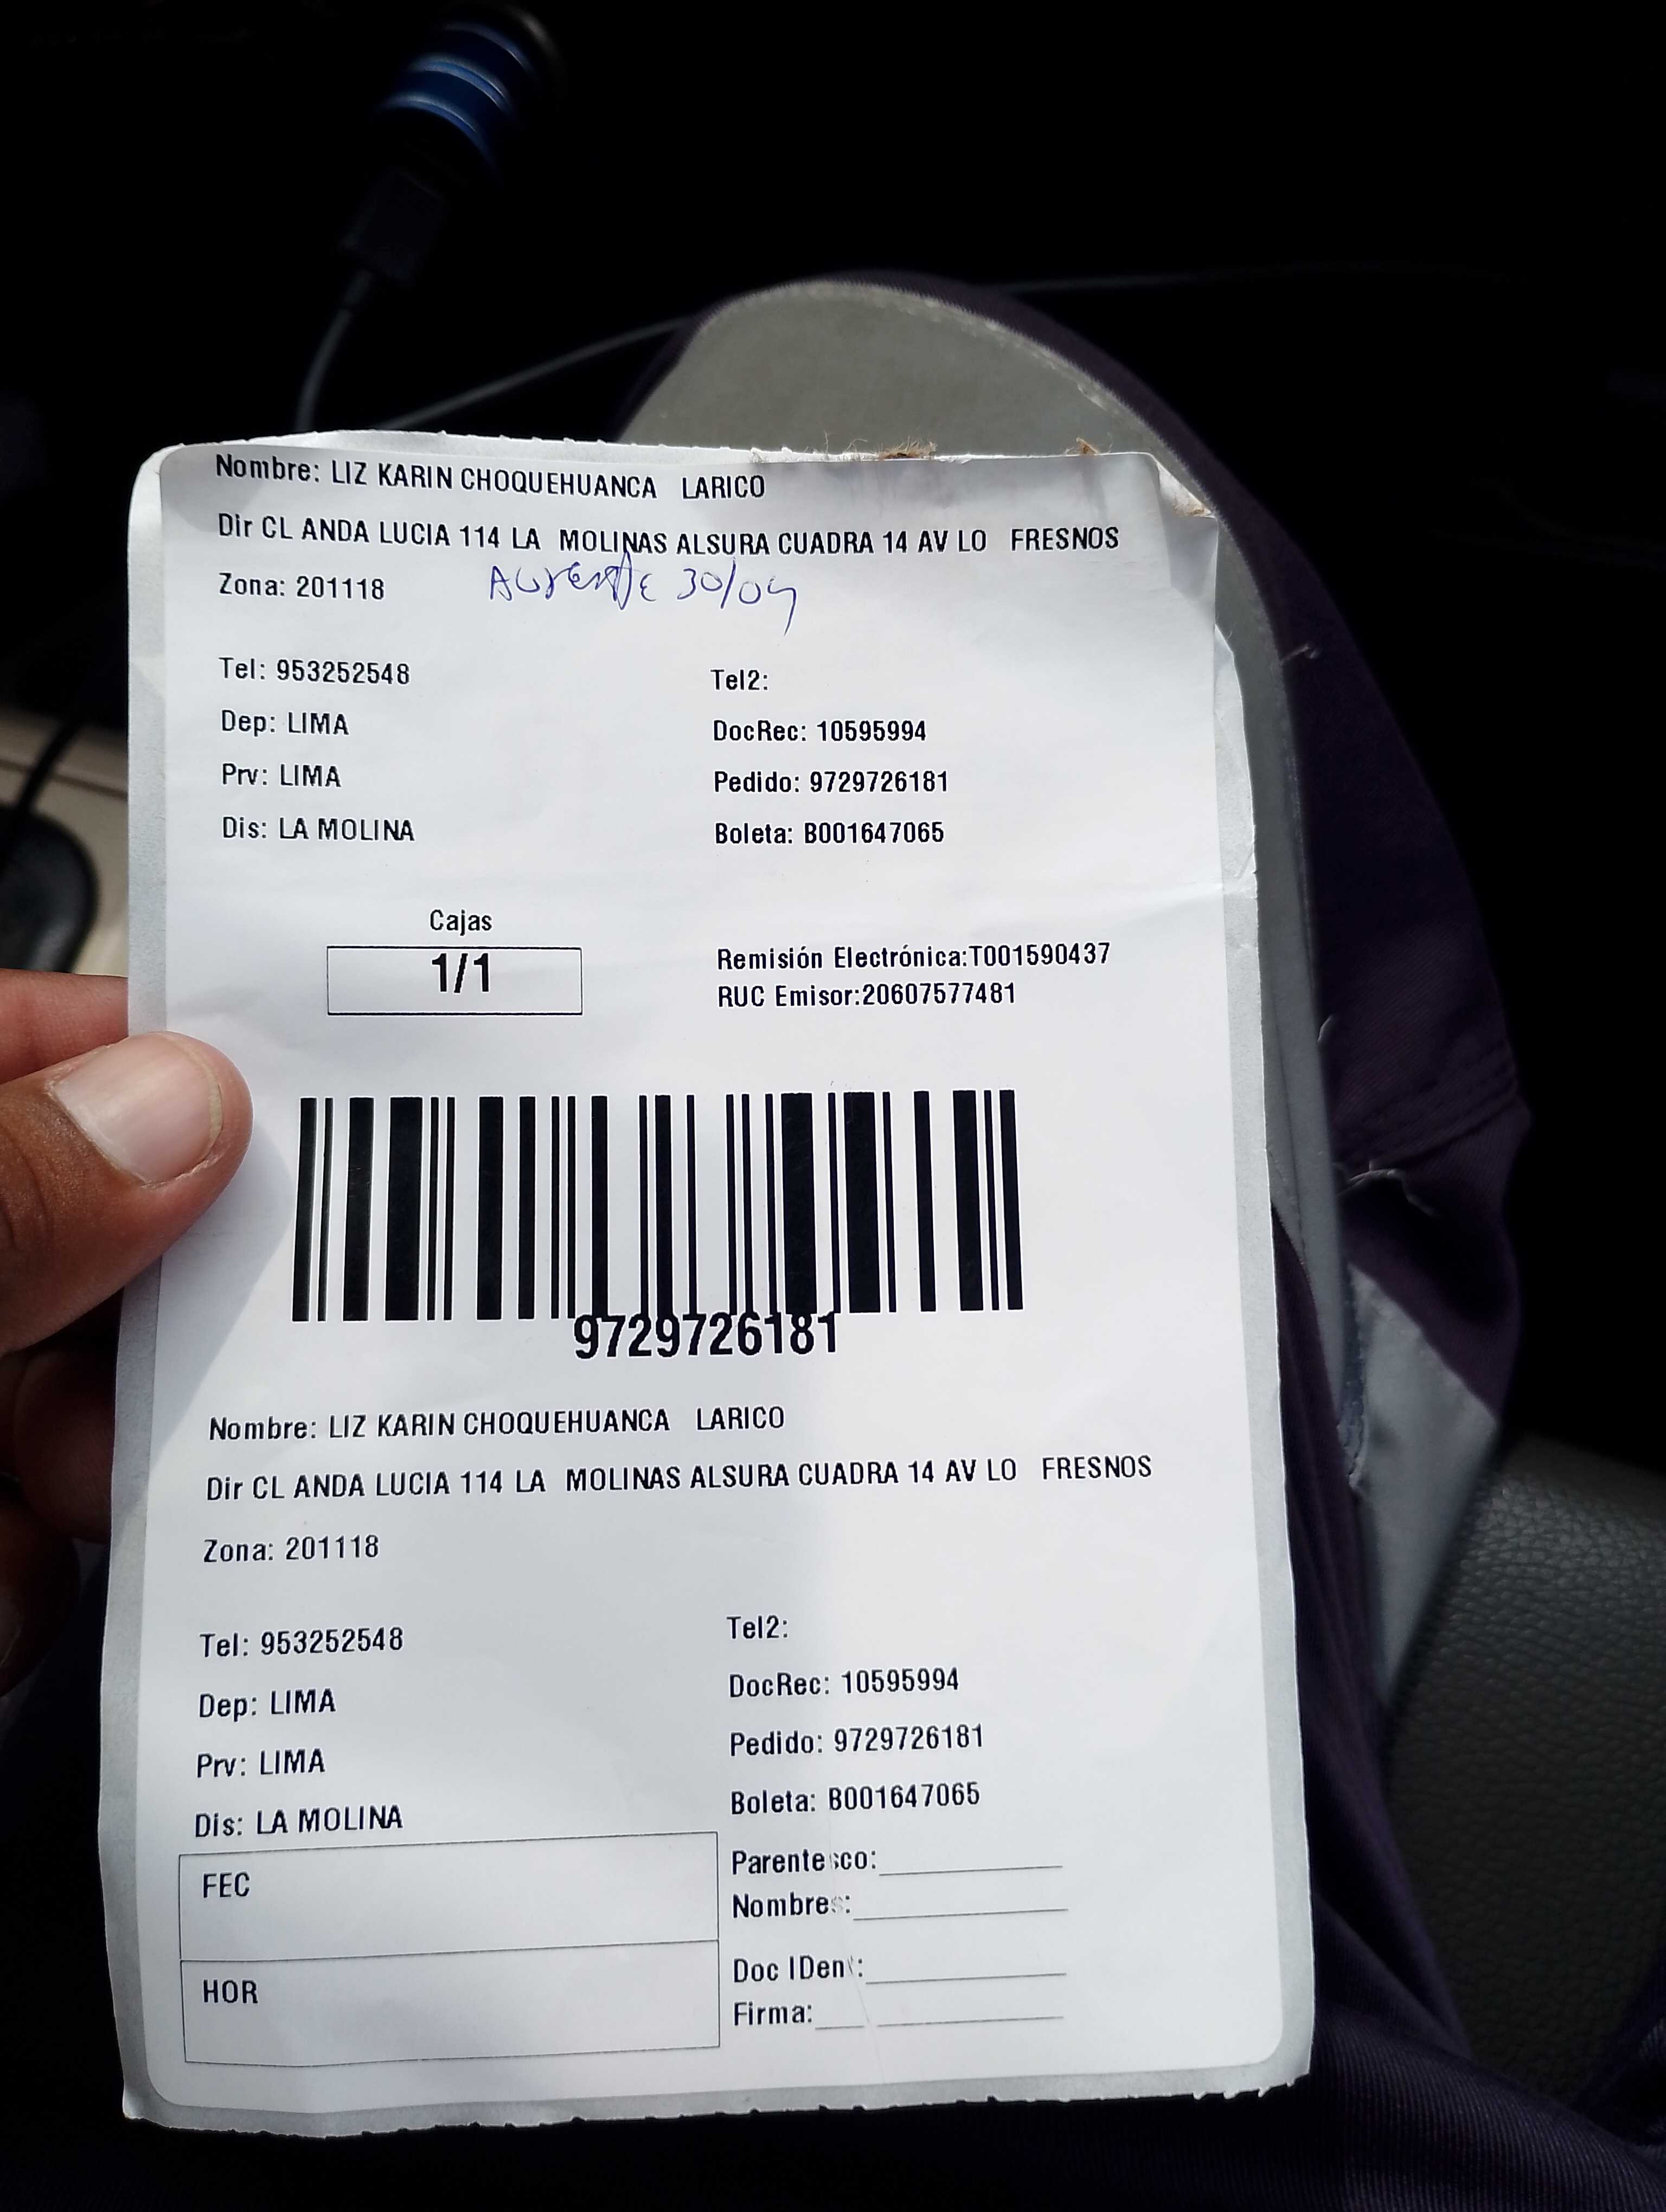 Nombre: LIZ KARIN CHOQUEHUANCA LARICO
Dir CL ANDA LUCIA 114 LA MOLINAS ALSURA CUADRA 14 AV LO FRESNOS
Zona: 201118 AUSENTE 30/04
Tel: 953252548 Tel2:
Dep: LIMA DocRec: 10595994
Prv: LIMA Pedido: 9729726181
Dis: LA MOLINA Boleta: B001647065
Cajas
1/1
Remisión Electrónica:T001590437
RUC Emisor:20607577481
9729726181
Nombre: LIZ KARIN CHOQUEHUANCA LARICO
Dir CL ANDA LUCIA 114 LA MOLINAS ALSURA CUADRA 14 AV LO FRESNOS
Zona: 201118
Tel: 953252548 Tel2:
Dep: LIMA DocRec: 10595994
Prv: LIMA Pedido: 9729726181
Dis: LA MOLINA Boleta: B001647065
FEC
HOR
Parentesco:
Nombres:
Doc IDent:
Firma: